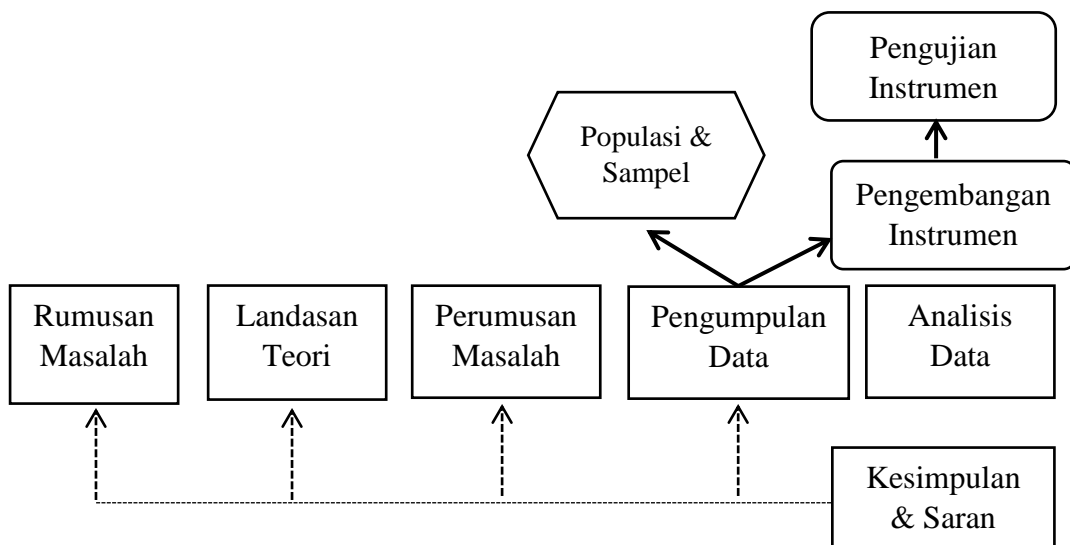 Pengujian
Instrumen
Populasi &
Sampel
Pengembangan
Instrumen
Rumusan
Masalah
Landasan
Teori
Perumusan
Masalah
Pengumpulan
Data
Analisis
Data
Kesimpulan
& Saran